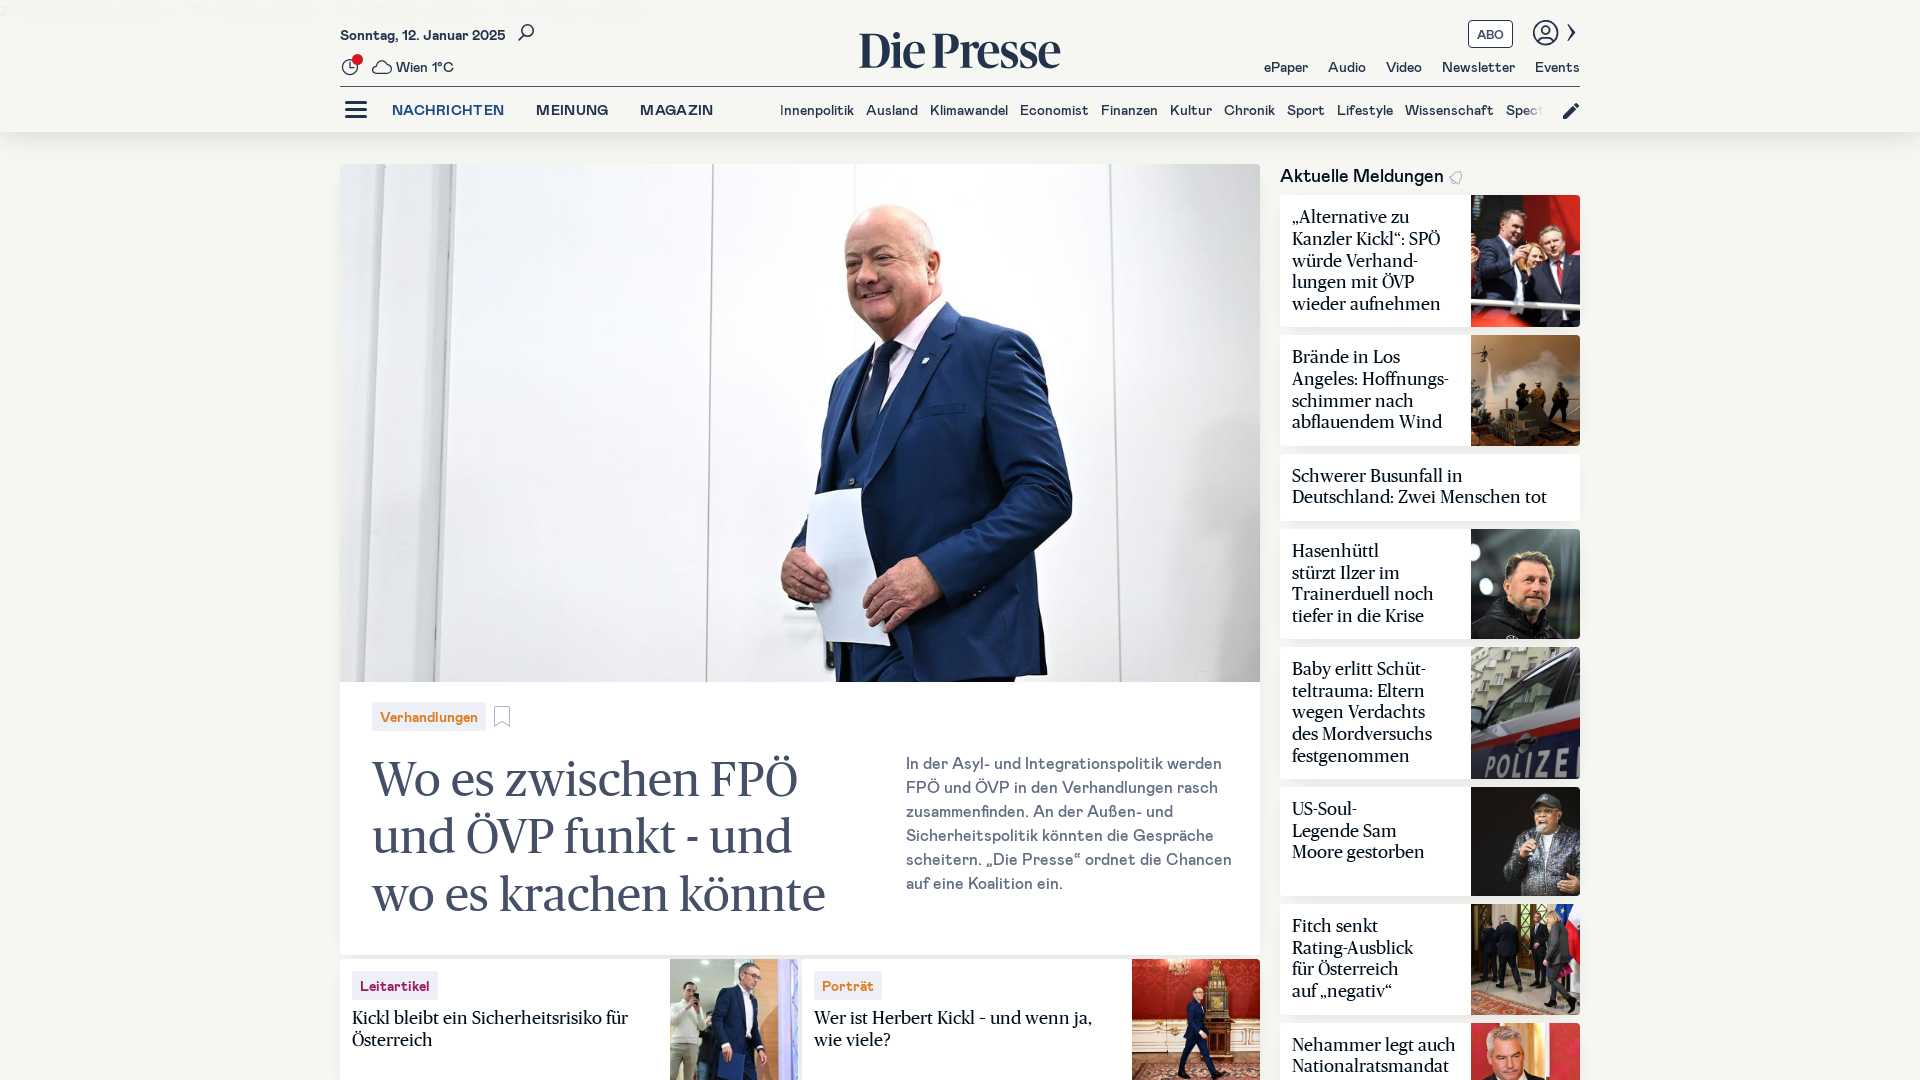 Sonntag, 12. Januar 2025
Wien 1°C
Die Presse
ABO
ePaper Audio Video Newsletter Events
NACHRICHTEN MEINUNG MAGAZIN
Innenpolitik Ausland Klimawandel Economist Finanzen Kultur Chronik Sport Lifestyle Wissenschaft Spect
Verhandlungen
Wo es zwischen FPÖ
und ÖVP funkt - und
wo es krachen könnte
In der Asyl- und Integrationspolitik werden
FPÖ und ÖVP in den Verhandlungen rasch
zusammenfinden. An der Außen- und
Sicherheitspolitik könnten die Gespräche
scheitern. „Die Presse“ ordnet die Chancen
auf eine Koalition ein.
Leitartikel
Kickl bleibt ein Sicherheitsrisiko für
Österreich
Porträt
Wer ist Herbert Kickl – und wenn ja,
wie viele?
Aktuelle Meldungen
„Alternative zu
Kanzler Kickl“: SPÖ
würde Verhand-
lungen mit ÖVP
wieder aufnehmen
Brände in Los
Angeles: Hoffnungs-
schimmer nach
abflauendem Wind
Schwerer Busunfall in
Deutschland: Zwei Menschen tot
Hasenhüttl
stürzt Ilzer im
Trainerduell noch
tiefer in die Krise
Baby erlitt Schüt-
teltrauma: Eltern
wegen Verdachts
des Mordversuchs
festgenommen
POLIZEI
US-Soul-
Legende Sam
Moore gestorben
Fitch senkt
Rating-Ausblick
für Österreich
auf „negativ“
Nehammer legt auch
Nationalratsmandat